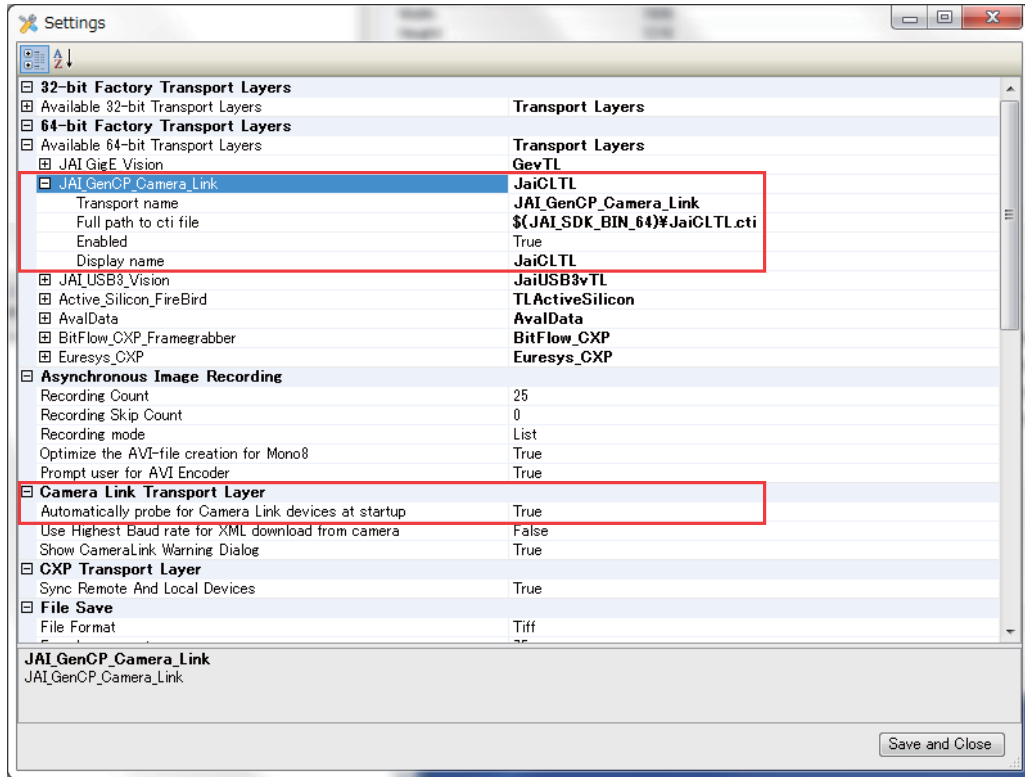 Settings
32-bit Factory Transport Layers
Available 32-bit Transport Layers Transport Layers
64-bit Factory Transport Layers
Available 64-bit Transport Layers Transport Layers
JAI GigE Vision GevTL
JAI_GenCP_Camera_Link JaiCLTL
Transport name JAI_GenCP_Camera_Link
Full path to cti file $(JAI_SDK_BIN_64)¥JaiCLTL.cti
Enabled True
Display name JaiCLTL
JAI_USB3_Vision JaiUSB3vTL
Active_Silicon_FireBird TLActiveSilicon
AvalData AvalData
BitFlow_CXP_Framegrabber BitFlow_CXP
Euresys_CXP Euresys_CXP
Asynchronous Image Recording
Recording Count 25
Recording Skip Count 0
Recording mode List
Optimize the AVI-file creation for Mono8 True
Prompt user for AVI Encoder True
Camera Link Transport Layer
Automatically probe for Camera Link devices at startup True
Use Highest Baud rate for XML download from camera False
Show CameraLink Warning Dialog True
CXP Transport Layer
Sync Remote And Local Devices True
File Save
File Format Tiff
JAI_GenCP_Camera_Link
JAI_GenCP_Camera_Link
Save and Close